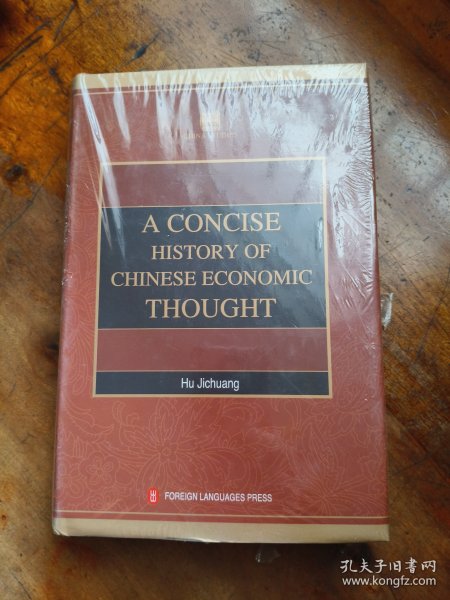 A CONCISE
HISTORY OF
CHINESE ECONOMIC
THOUGHT
Hu Jichuang
FOREIGN LANGUAGES PRESS
孔夫子旧书网
www.kongfz.com